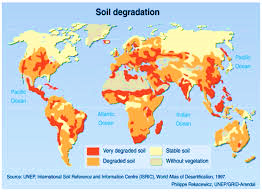 Soil degradation
Pacific
Ocean
Atlantic
Ocean
Indian
Ocean
Pacific
Ocean
Very degraded soil
Stable soil
Degraded soil
Without vegetation
Source: UNEP, International Soil Reference and Information Centre (ISRIC), World Atlas of Desertification, 1997.
Philippe Rekacewicz, UNEP/GRID-Arendal